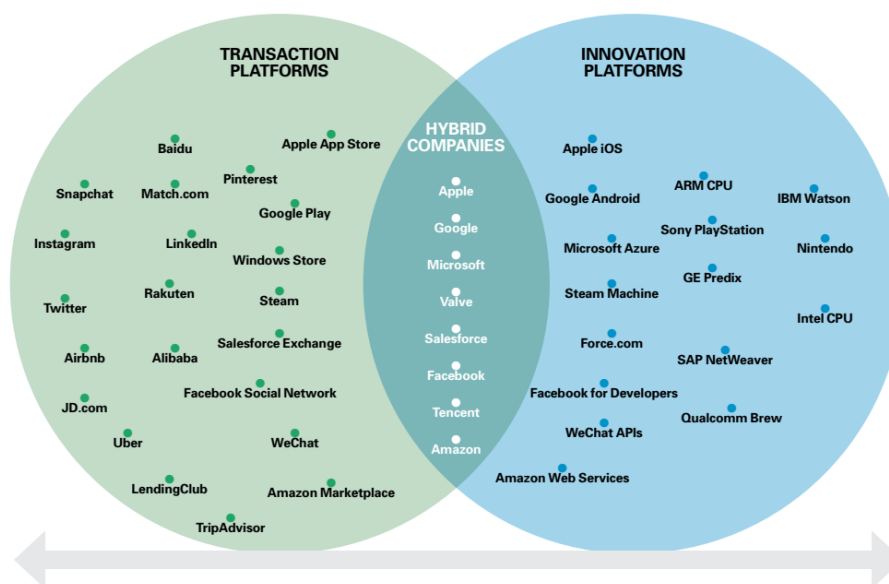 TRANSACTION
PLATFORMS
Baidu
Apple App Store
Snapchat
Match.com
Pinterest
Google Play
Instagram
LinkedIn
Windows Store
Twitter
Rakuten
Steam
Airbnb
Alibaba
Salesforce Exchange
JD.com
Facebook Social Network
Uber
WeChat
LendingClub
Amazon Marketplace
TripAdvisor
HYBRID
COMPANIES
Apple
Google
Microsoft
Valve
Salesforce
Facebook
Tencent
Amazon
INNOVATION
PLATFORMS
Apple iOS
Google Android
ARM CPU
IBM Watson
Microsoft Azure
Sony PlayStation
Nintendo
Steam Machine
GE Predix
Intel CPU
Force.com
SAP NetWeaver
Facebook for Developers
Qualcomm Brew
WeChat APIs
Amazon Web Services